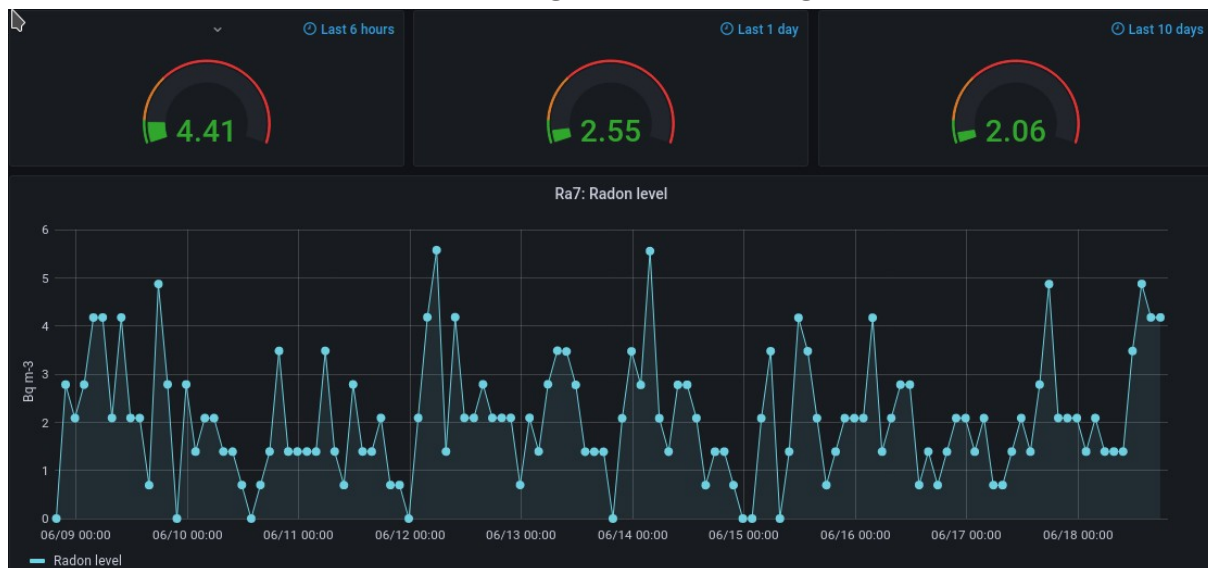 Last 6 hours
Last 1 day
Last 10 days
4.41
2.55
2.06
Ra7: Radon level
6
5
4
3
2
1
0
Bq m-3
06/09 00:00 06/10 00:00 06/11 00:00 06/12 00:00 06/13 00:00 06/14 00:00 06/15 00:00 06/16 00:00 06/17 00:00 06/18 00:00
Radon level